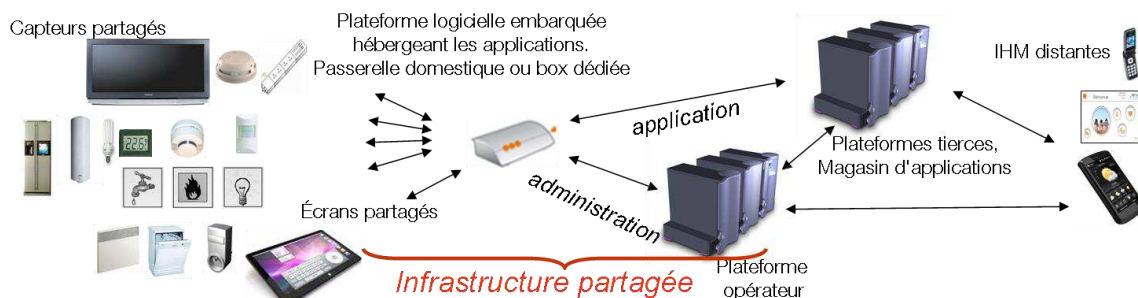 Capteurs partagés
Plateforme logicielle embarquée
hébergeant les applications.
Passerelle domestique ou box dédiée
IHM distantes
application
Plateformes tierces,
Magasin d'applications
administration
Écrans partagés
Infrastructure partagée
Plateforme
opérateur